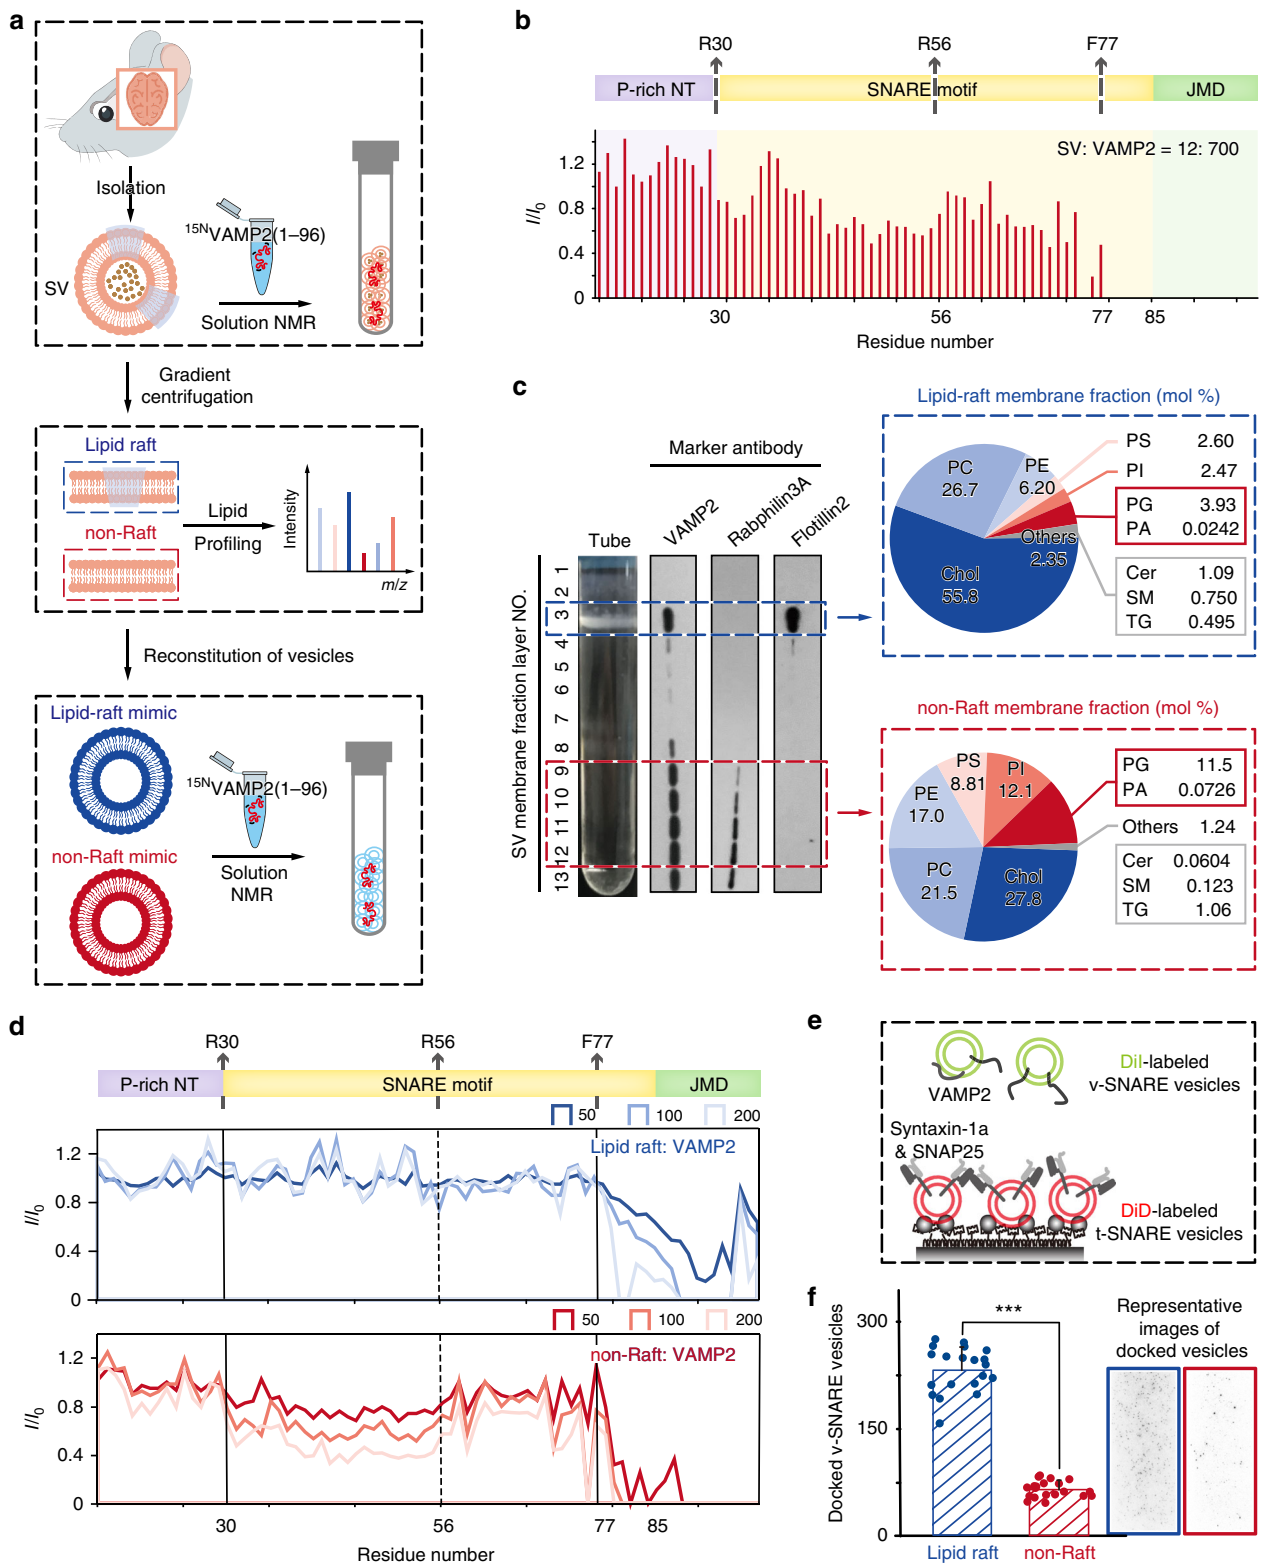 a
Isolation
15NVAMP2(1–96)
SV
Solution NMR
Gradient
centrifugation
Lipid raft
non-Raft
Lipid
Profiling
Intensity
m/z
Reconstitution of vesicles
Lipid-raft mimic
15NVAMP2(1–96)
non-Raft mimic
Solution
NMR
b
R30 R56 F77
P-rich NT SNARE motif JMD
SV: VAMP2 = 12: 700
I/I0
1.2
0.8
0.4
0
30 56 77 85
Residue number
c
Marker antibody
Tube VAMP2 Rabphilin3A Flotillin2
SV membrane fraction layer NO.
1
2
3
4
5
6
7
8
9
10
11
12
13
Lipid-raft membrane fraction (mol %)
PC
26.7
PE
6.20
Others
2.35
Chol
55.8
PS 2.60
PI 2.47
PG 3.93
PA 0.0242
Cer 1.09
SM 0.750
TG 0.495
non-Raft membrane fraction (mol %)
PS
8.81
PI
12.1
PE
17.0
PC
21.5
Chol
27.8
PG 11.5
PA 0.0726
Others 1.24
Cer 0.0604
SM 0.123
TG 1.06
d
R30 R56 F77
P-rich NT SNARE motif JMD
50 100 200
Lipid raft: VAMP2
I/I0
1.2
0.8
0.4
0
50 100 200
non-Raft: VAMP2
I/I0
1.2
0.8
0.4
0
30 56 77 85
Residue number
e
VAMP2
DiI-labeled
v-SNARE vesicles
Syntaxin-1a
& SNAP25
DiD-labeled
t-SNARE vesicles
f
Docked v-SNARE vesicles
300
150
0
***
Lipid raft non-Raft
Representative
images of
docked vesicles